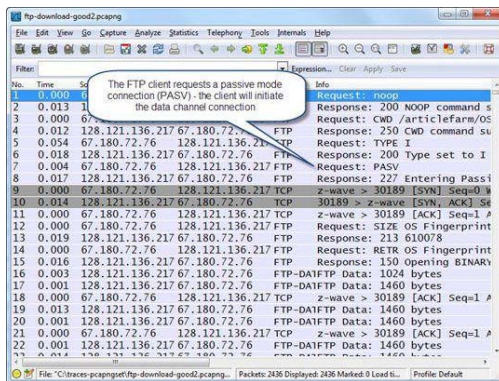 ftp-download-good2.pcapng
File Edit View Go Capture Analyze Statistics Telephony Tools Internals Help
Filter: Expression... Clear Apply Save
No. Time Info
1 0.000 Request: noop
2 0.013 Response: 200 NOOP command s
3 0.000 Request: CWD /articlefarm/OS
The FTP client requests a passive mode
connection (PASV) - the client will initiate
the data channel connection
4 0.012 128.121.136.217 67.180.72.76 FTP Response: 250 CWD command su
5 0.054 67.180.72.76 128.121.136.217 FTP Request: TYPE I
6 0.012 128.121.136.217 67.180.72.76 FTP Response: 200 Type set to I
7 0.004 67.180.72.76 128.121.136.217 FTP Request: PASV
8 0.017 128.121.136.217 67.180.72.76 FTP Response: 227 Entering Passi
9 0.000 67.180.72.76 128.121.136.217 TCP z-wave > 30189 [SYN] Seq=0 W
10 0.014 128.121.136.217 67.180.72.76 TCP 30189 > z-wave [SYN, ACK] Se
11 0.000 67.180.72.76 128.121.136.217 TCP z-wave > 30189 [ACK] Seq=1 A
12 0.000 67.180.72.76 128.121.136.217 FTP Request: SIZE OS Fingerprint
13 0.019 128.121.136.217 67.180.72.76 FTP Response: 213 610078
14 0.000 67.180.72.76 128.121.136.217 FTP Request: RETR OS Fingerprint
15 0.016 128.121.136.217 67.180.72.76 FTP Response: 150 Opening BINARY
16 0.003 128.121.136.217 67.180.72.76 FTP-DA FTP Data: 1024 bytes
17 0.001 128.121.136.217 67.180.72.76 FTP-DA FTP Data: 1460 bytes
18 0.000 67.180.72.76 128.121.136.217 TCP z-wave > 30189 [ACK] Seq=1 A
19 0.013 128.121.136.217 67.180.72.76 FTP-DA FTP Data: 1460 bytes
20 0.001 128.121.136.217 67.180.72.76 FTP-DA FTP Data: 1460 bytes
21 0.000 67.180.72.76 128.121.136.217 TCP z-wave > 30189 [ACK] Seq=1 A
22 0.001 128.121.136.217 67.180.72.76 FTP-DA FTP Data: 1460 bytes
File: "C:\traces-pcapngset\ftp-download-good2.pcapng... Packets: 2436 Displayed: 2436 Marked: 0 Load ti... Profile: Default